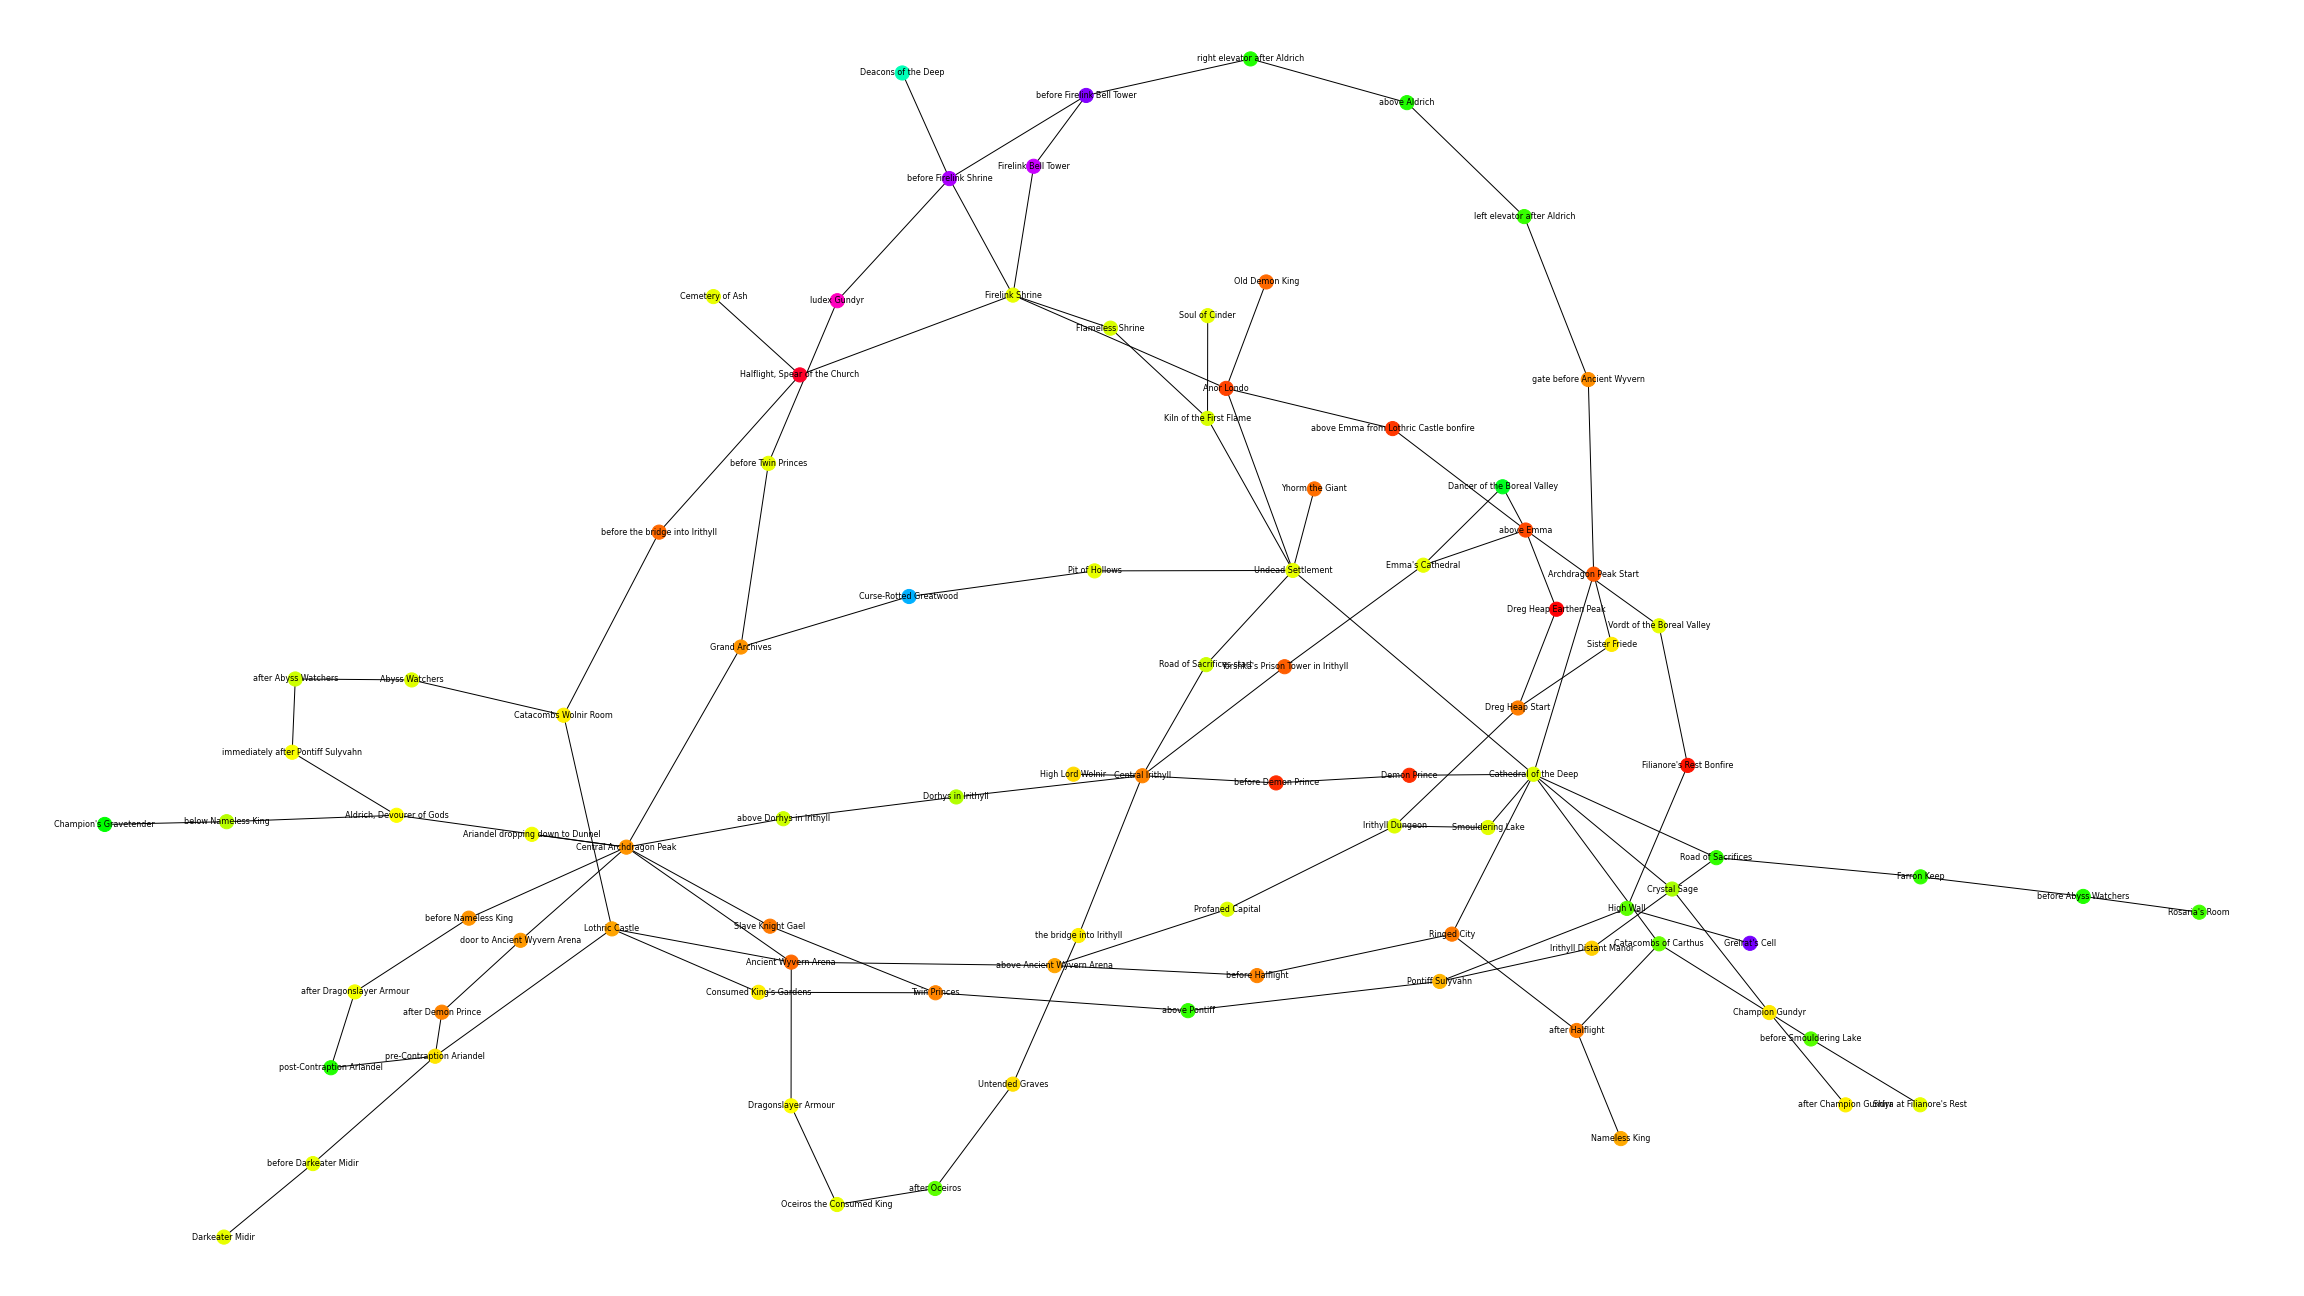 right elevator after Aldrich
Deacons of the Deep
before Firelink Bell Tower
above Aldrich
Firelink Bell Tower
before Firelink Shrine
left elevator after Aldrich
Old Demon King
Cemetery of Ash
Iudex Gundyr
Firelink Shrine
Soul of Cinder
Flameless Shrine
Halflight, Spear of the Church
gate before Ancient Wyvern
Anor Londo
Kiln of the First Flame
above Emma from Lothric Castle bonfire
before Twin Princes
Dancer of the Boreal Valley
Yhorm the Giant
above Emma
before the bridge into Irithyll
Emma's Cathedral
Pit of Hollows
Undead Settlement
Archdragon Peak Start
Curse-Rotted Greatwood
Dreg Heap Earthen Peak
Vordt of the Boreal Valley
Sister Friede
Grand Archives
Road of Sacrifices start
Yorshka's Prison Tower in Irithyll
after Abyss Watchers
Abyss Watchers
Dreg Heap Start
Catacombs Wolnir Room
immediately after Pontiff Sulyvahn
Filianore's Rest Bonfire
High Lord Wolnir
Central Irithyll
before Demon Prince
Demon Prince
Cathedral of the Deep
Dorhys in Irithyll
Champion's Gravetender
below Nameless King
Aldrich, Devourer of Gods
above Dorhys in Irithyll
Irithyll Dungeon
Smouldering Lake
Ariandel dropping down to Dunnel
Central Archdragon Peak
Road of Sacrifices
Farron Keep
Crystal Sage
before Abyss Watchers
Profaned Capital
High Wall
Rosaria's Room
before Nameless King
Slave Knight Gael
Lothric Castle
door to Ancient Wyvern Arena
the bridge into Irithyll
Ringed City
Irithyll Distant Manor
Catacombs of Carthus
Greirat's Cell
Ancient Wyvern Arena
above Ancient Wyvern Arena
before Halflight
Pontiff Sulyvahn
after Dragonslayer Armour
Consumed King's Gardens
Twin Princes
after Demon Prince
above Pontiff
Champion Gundyr
after Halflight
before Smouldering Lake
pre-Contraption Ariandel
post-Contraption Ariandel
Untended Graves
Dragonslayer Armour
after Champion Gundyr
at Filianore's Rest
Nameless King
before Darkeater Midir
after Oceiros
Oceiros the Consumed King
Darkeater Midir